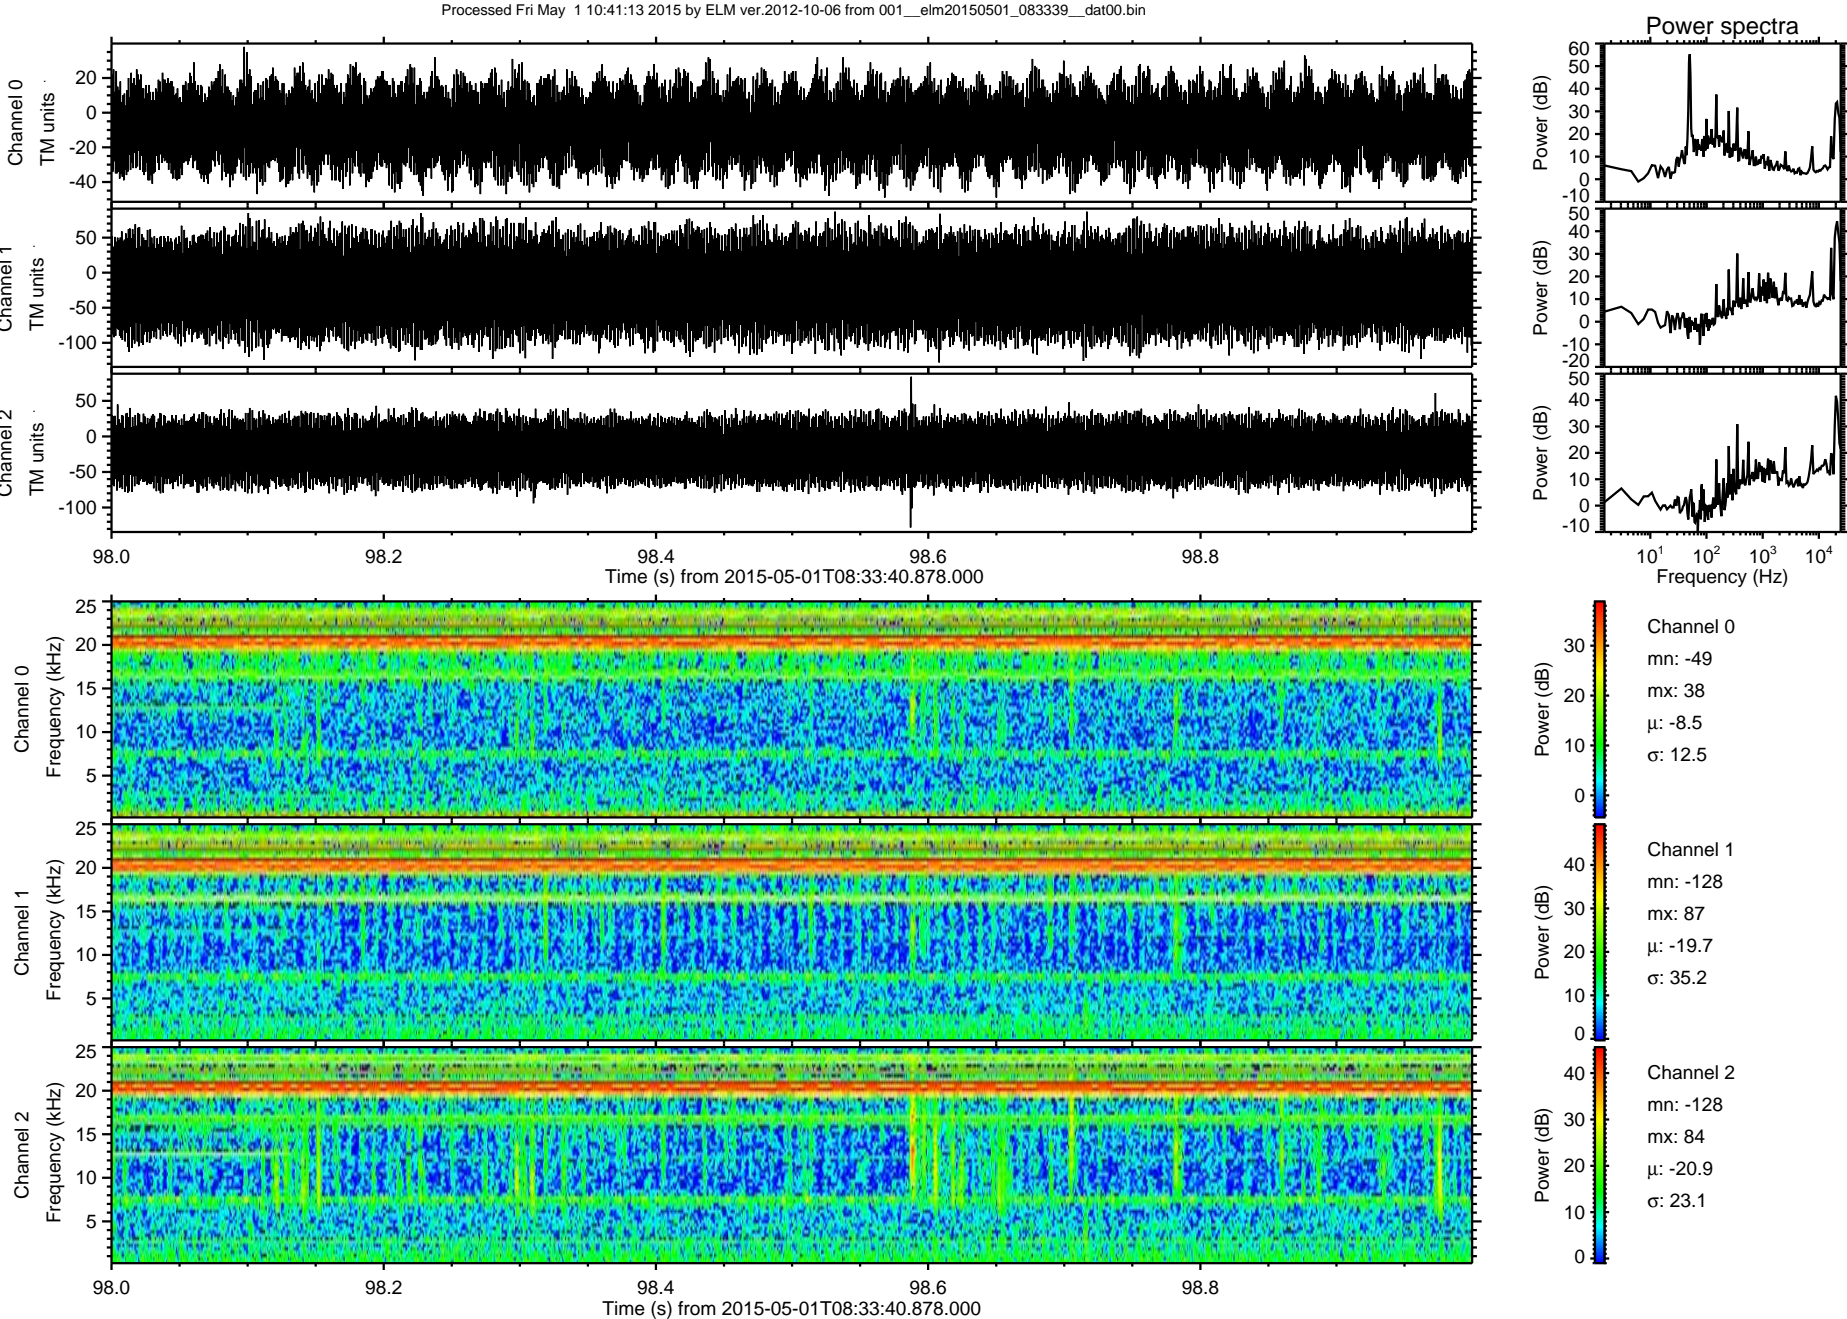 Processed Fri May 1 10:41:13 2015 by ELM ver.2012-10-06 from 001__elm20150501_083339__dat00.bin
Power spectra
Channel 0
TM units
20
0
-20
-40
Power (dB)
60
50
40
30
20
10
0
-10
Channel 1
TM units
50
0
-50
-100
Power (dB)
50
40
30
20
10
0
-10
-20
Channel 2
TM units
50
0
-50
-100
Power (dB)
50
40
30
20
10
0
-10
98.0 98.2 98.4 98.6 98.8
Time (s) from 2015-05-01T08:33:40.878.000
10^1 10^2 10^3 10^4
Frequency (Hz)
Channel 0
Frequency (kHz)
25
20
15
10
5
Power (dB)
30
20
10
0
Channel 0
mn: -49
mx: 38
μ: -8.5
σ: 12.5
Channel 1
Frequency (kHz)
25
20
15
10
5
Power (dB)
40
30
20
10
0
Channel 1
mn: -128
mx: 87
μ: -19.7
σ: 35.2
Channel 2
Frequency (kHz)
25
20
15
10
5
Power (dB)
40
30
20
10
0
Channel 2
mn: -128
mx: 84
μ: -20.9
σ: 23.1
98.0 98.2 98.4 98.6 98.8
Time (s) from 2015-05-01T08:33:40.878.000